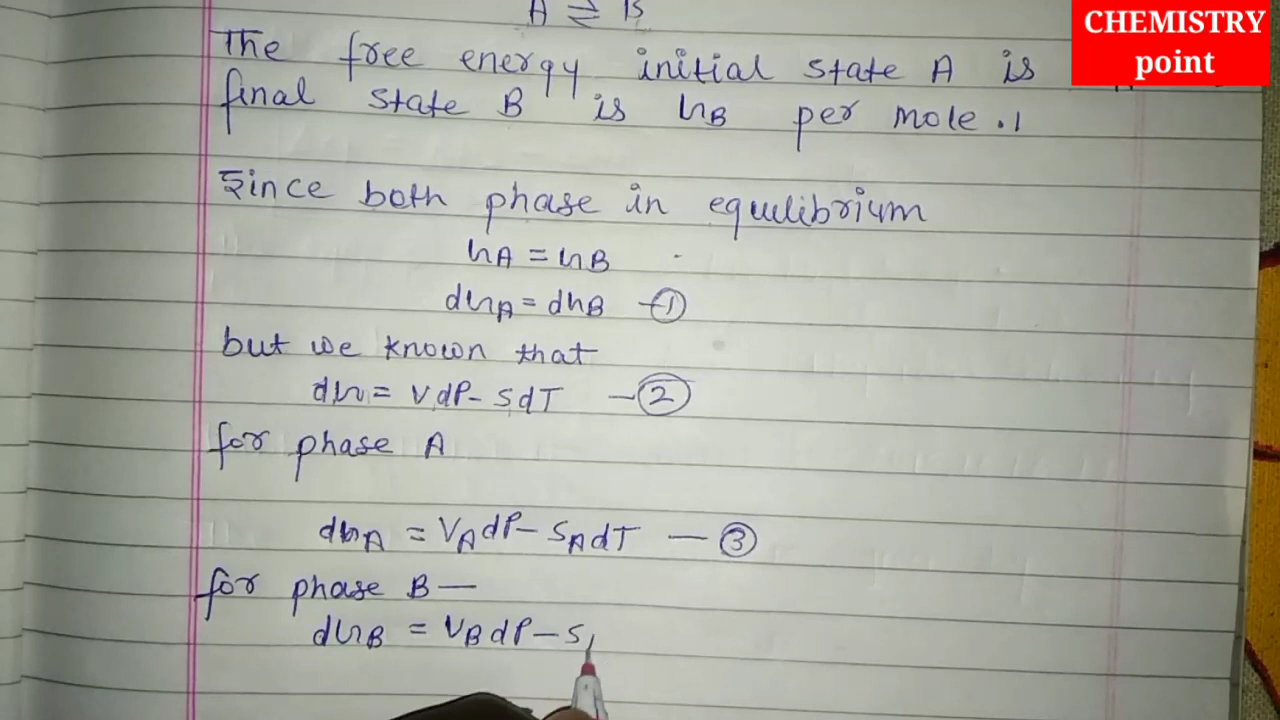 A ⇌ B
CHEMISTRY
point
The free energy initial state A is
final state B is GB per mole.
Since both phase in equilibrium
GA = GB
dGA = dGB —①
but we known that
dG = VdP - SdT —②
for phase A
dGA = VAdP - SAdT —③
for phase B—
dGB = VBdP - S